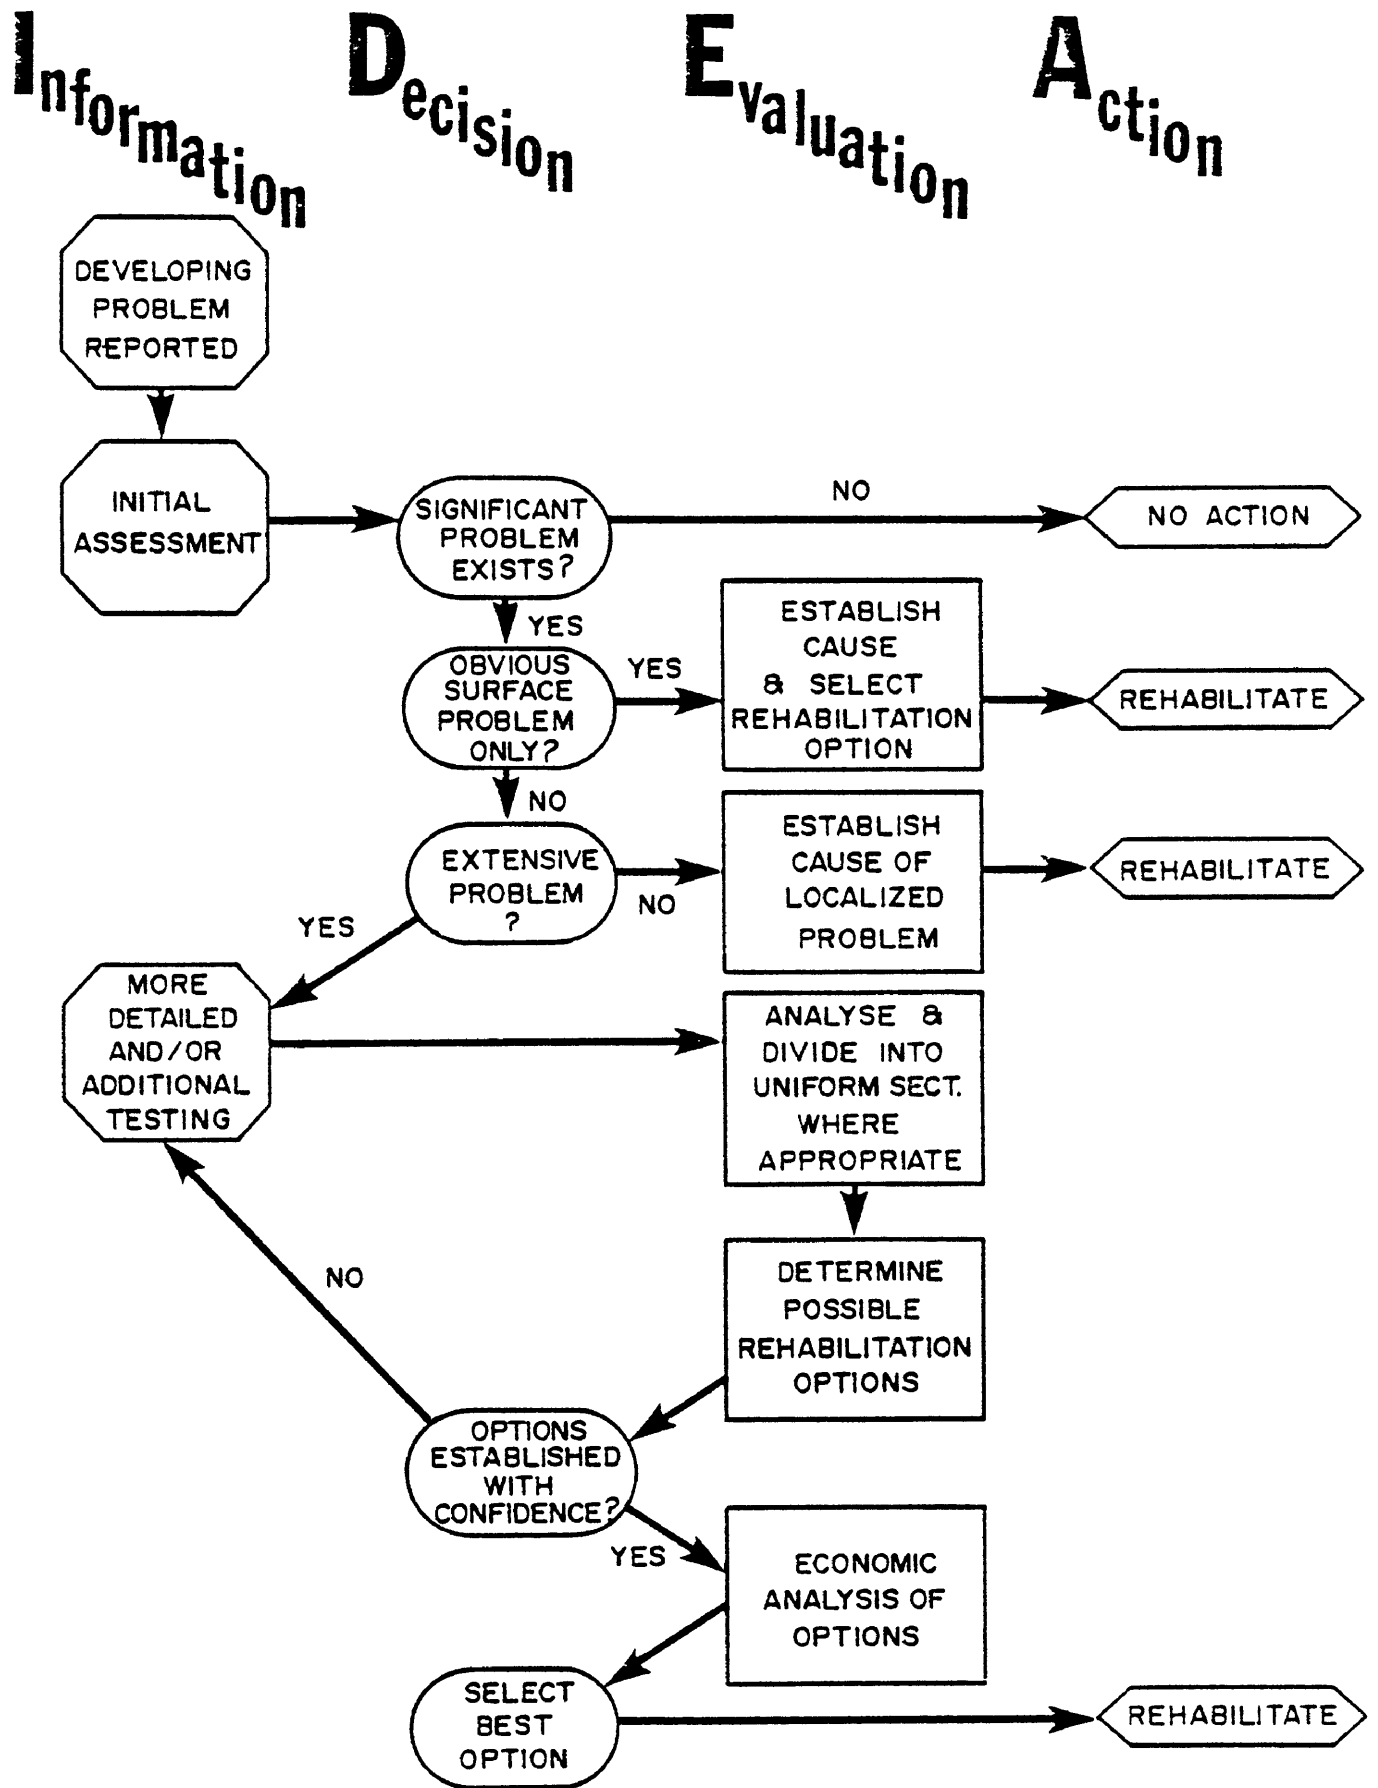 Information
Decision
Evaluation
Action
DEVELOPING
PROBLEM
REPORTED
INITIAL
ASSESSMENT
SIGNIFICANT
PROBLEM
EXISTS?
NO
NO ACTION
YES
OBVIOUS
SURFACE
PROBLEM
ONLY?
YES
ESTABLISH
CAUSE
& SELECT
REHABILITATION
OPTION
REHABILITATE
NO
EXTENSIVE
PROBLEM
?
NO
ESTABLISH
CAUSE OF
LOCALIZED
PROBLEM
REHABILITATE
YES
MORE
DETAILED
AND/OR
ADDITIONAL
TESTING
ANALYSE &
DIVIDE INTO
UNIFORM SECT.
WHERE
APPROPRIATE
DETERMINE
POSSIBLE
REHABILITATION
OPTIONS
NO
OPTIONS
ESTABLISHED
WITH
CONFIDENCE?
YES
ECONOMIC
ANALYSIS OF
OPTIONS
SELECT
BEST
OPTION
REHABILITATE